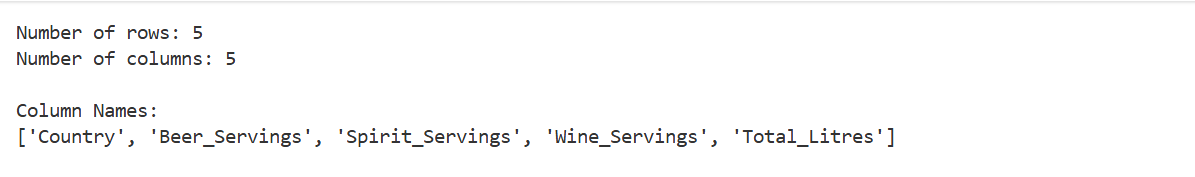 Number of rows: 5
Number of columns: 5
Column Names:
['Country', 'Beer_Servings', 'Spirit_Servings', 'Wine_Servings', 'Total_Litres']